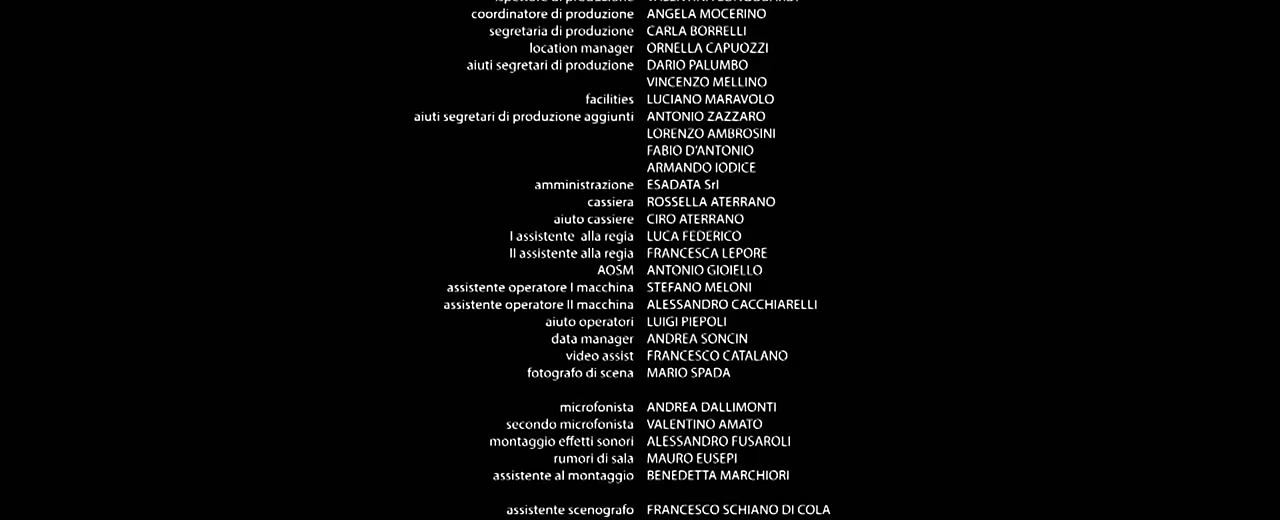 coordinatore di produzione ANGELA MOCERINO
segretaria di produzione CARLA BORRELLI
location manager ORNELLA CAPUOZZI
aiuti segretari di produzione DARIO PALUMBO
VINCENZO MELLINO
facilities LUCIANO MARAVOLO
aiuti segretari di produzione aggiunti ANTONIO ZAZZARO
LORENZO AMBROSINI
FABIO D'ANTONIO
ARMANDO IODICE
amministrazione ESADATA Srl
cassiera ROSSELLA ATERRANO
aiuto cassiere CIRO ATERRANO
I assistente alla regia LUCA FEDERICO
II assistente alla regia FRANCESCA LEPORE
AOSM ANTONIO GIOIELLO
assistente operatore I macchina STEFANO MELONI
assistente operatore II macchina ALESSANDRO CACCHIARELLI
aiuto operatori LUIGI PIEPOLI
data manager ANDREA SONCIN
video assist FRANCESCO CATALANO
fotografo di scena MARIO SPADA
microfonista ANDREA DALLIMONTI
secondo microfonista VALENTINO AMATO
montaggio effetti sonori ALESSANDRO FUSAROLI
rumori di sala MAURO EUSEPI
assistente al montaggio BENEDETTA MARCHIORI
assistente scenografo FRANCESCO SCHIANO DI COLA